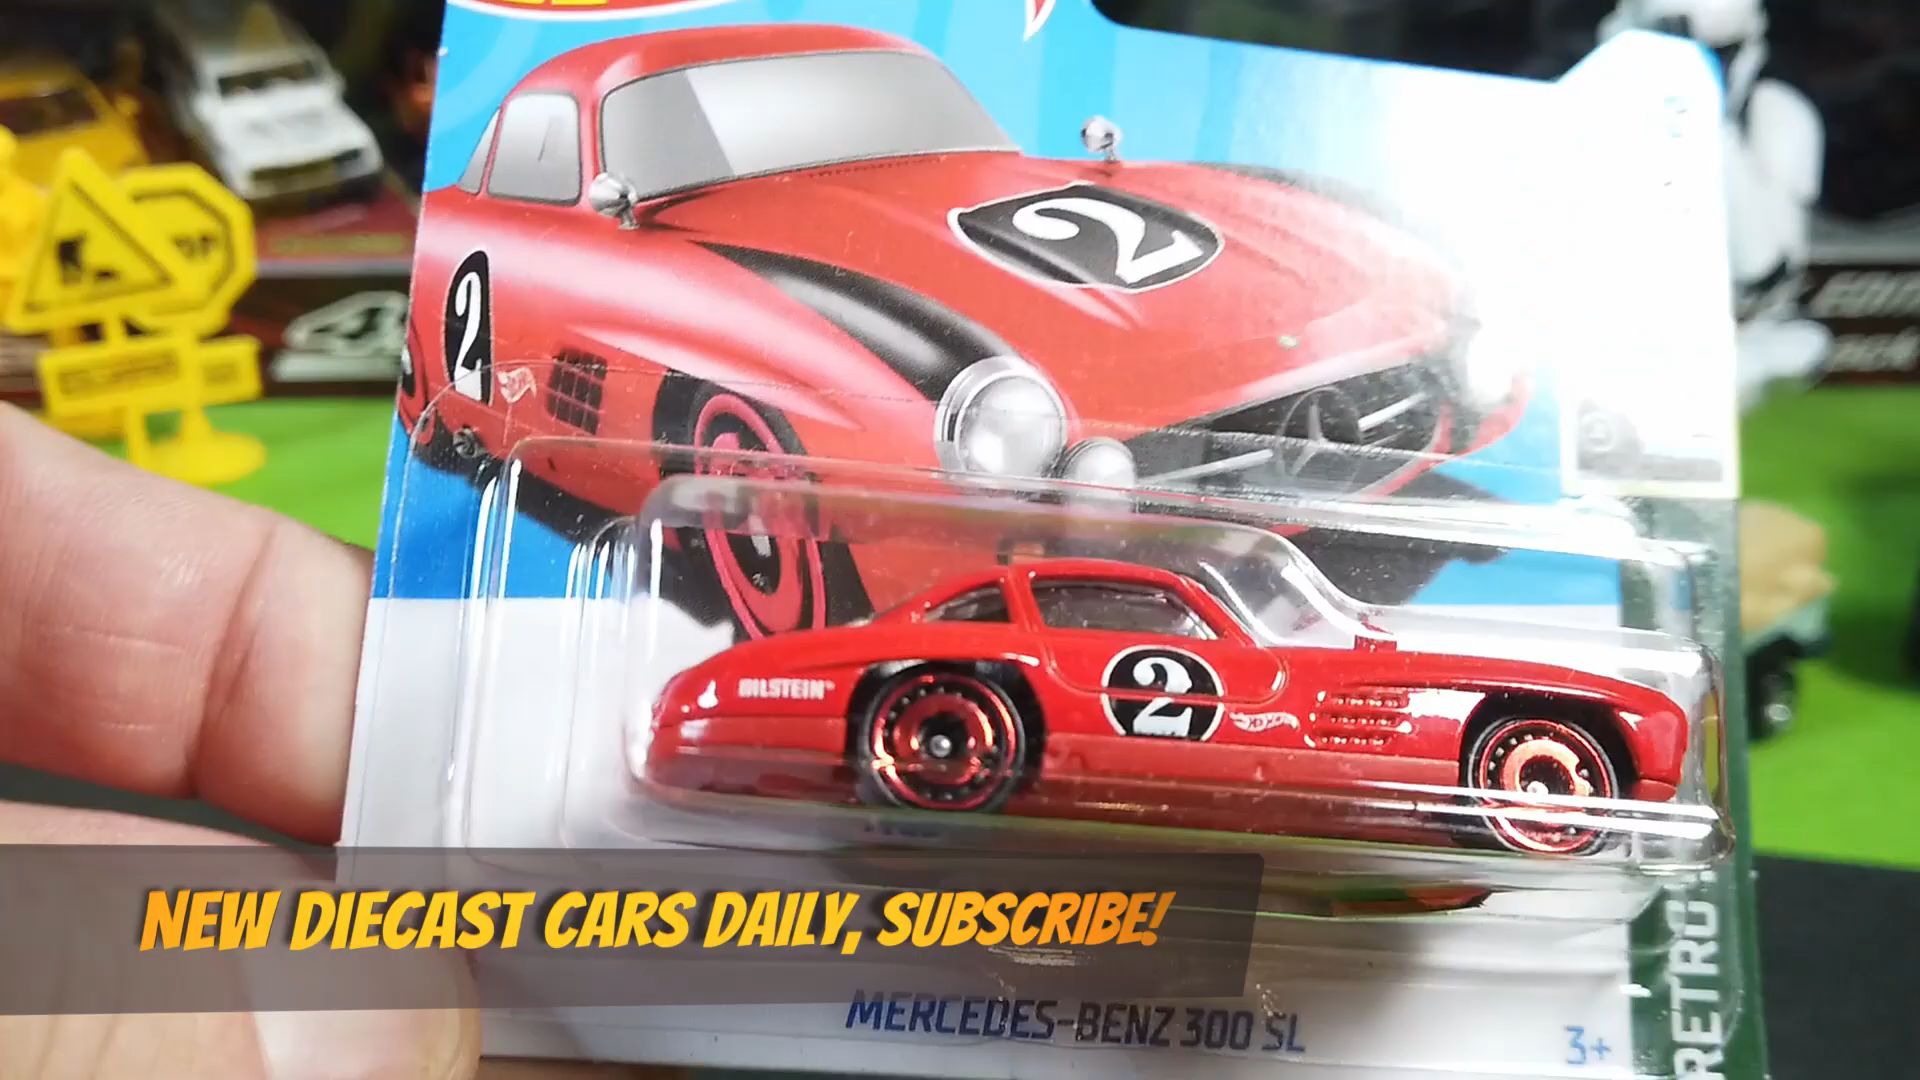 2
2
BILSTEIN
2
NEW DIECAST CARS DAILY, SUBSCRIBE!
MERCEDES-BENZ 300 SL
3+
RETRO